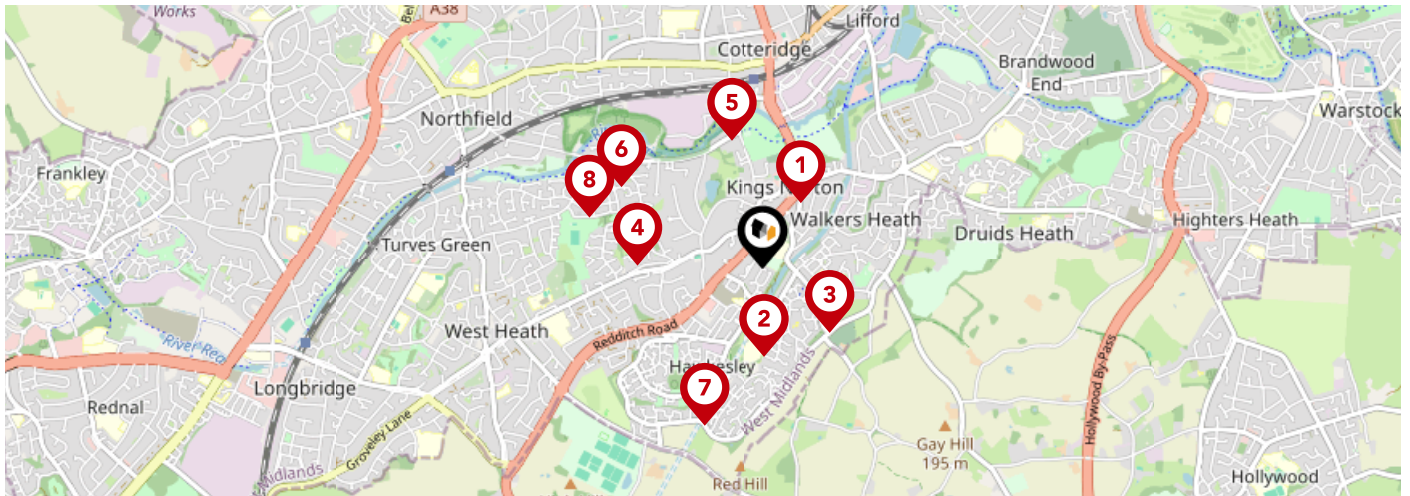 Works
A38
Lifford
Cotteridge
Brandwood
End
5
Northfield
Warstock
6
1
Frankley
8
Kings Norton
4
Walkers Heath
Highters Heath
Druids Heath
Turves Green
3
2
West Heath
Redditch Road
River Rea
Hawkesley
7
West Midlands
Longbridge
Hollywood By-Pass
Rednal
Groveley Lane
Gay Hill
195 m
Midlands
Red Hill
Hollywood